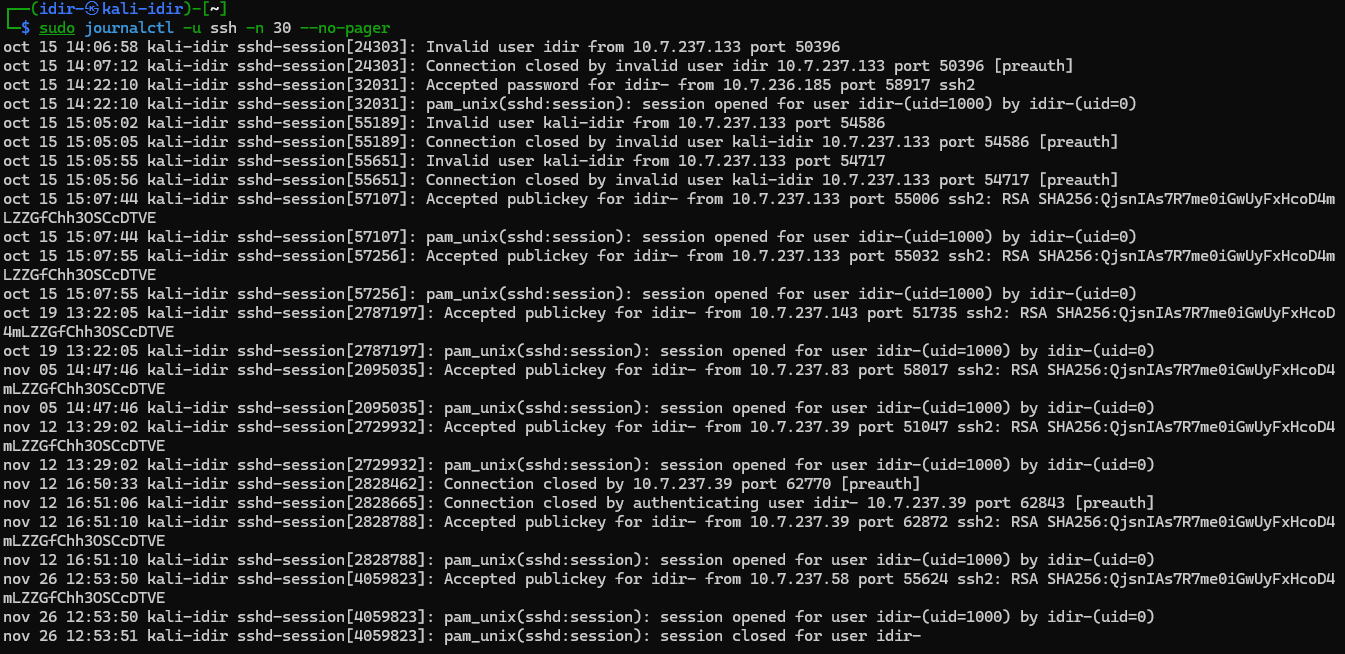 ┌──(idir-㉿kali-idir)-[~]
└─$ sudo journalctl -u ssh -n 30 --no-pager
oct 15 14:06:58 kali-idir sshd-session[24303]: Invalid user idir from 10.7.237.133 port 50396
oct 15 14:07:12 kali-idir sshd-session[24303]: Connection closed by invalid user idir 10.7.237.133 port 50396 [preauth]
oct 15 14:22:10 kali-idir sshd-session[32031]: Accepted password for idir- from 10.7.236.185 port 58917 ssh2
oct 15 14:22:10 kali-idir sshd-session[32031]: pam_unix(sshd:session): session opened for user idir-(uid=1000) by idir-(uid=0)
oct 15 15:05:02 kali-idir sshd-session[55189]: Invalid user kali-idir from 10.7.237.133 port 54586
oct 15 15:05:05 kali-idir sshd-session[55189]: Connection closed by invalid user kali-idir 10.7.237.133 port 54586 [preauth]
oct 15 15:05:55 kali-idir sshd-session[55651]: Invalid user kali-idir from 10.7.237.133 port 54717
oct 15 15:05:56 kali-idir sshd-session[55651]: Connection closed by invalid user kali-idir 10.7.237.133 port 54717 [preauth]
oct 15 15:07:44 kali-idir sshd-session[57107]: Accepted publickey for idir- from 10.7.237.133 port 55006 ssh2: RSA SHA256:QjsnIAs7R7me0iGwUyFxHcoD4m
LZZGfChh3OSCcDTVE
oct 15 15:07:44 kali-idir sshd-session[57107]: pam_unix(sshd:session): session opened for user idir-(uid=1000) by idir-(uid=0)
oct 15 15:07:55 kali-idir sshd-session[57256]: Accepted publickey for idir- from 10.7.237.133 port 55032 ssh2: RSA SHA256:QjsnIAs7R7me0iGwUyFxHcoD4m
LZZGfChh3OSCcDTVE
oct 15 15:07:55 kali-idir sshd-session[57256]: pam_unix(sshd:session): session opened for user idir-(uid=1000) by idir-(uid=0)
oct 19 13:22:05 kali-idir sshd-session[2787197]: Accepted publickey for idir- from 10.7.237.143 port 51735 ssh2: RSA SHA256:QjsnIAs7R7me0iGwUyFxHcoD
4mLZZGfChh3OSCcDTVE
oct 19 13:22:05 kali-idir sshd-session[2787197]: pam_unix(sshd:session): session opened for user idir-(uid=1000) by idir-(uid=0)
nov 05 14:47:46 kali-idir sshd-session[2095035]: Accepted publickey for idir- from 10.7.237.83 port 58017 ssh2: RSA SHA256:QjsnIAs7R7me0iGwUyFxHcoD4
mLZZGfChh3OSCcDTVE
nov 05 14:47:46 kali-idir sshd-session[2095035]: pam_unix(sshd:session): session opened for user idir-(uid=1000) by idir-(uid=0)
nov 12 13:29:02 kali-idir sshd-session[2729932]: Accepted publickey for idir- from 10.7.237.39 port 51047 ssh2: RSA SHA256:QjsnIAs7R7me0iGwUyFxHcoD4
mLZZGfChh3OSCcDTVE
nov 12 13:29:02 kali-idir sshd-session[2729932]: pam_unix(sshd:session): session opened for user idir-(uid=1000) by idir-(uid=0)
nov 12 16:50:33 kali-idir sshd-session[2828462]: Connection closed by 10.7.237.39 port 62770 [preauth]
nov 12 16:51:06 kali-idir sshd-session[2828665]: Connection closed by authenticating user idir- 10.7.237.39 port 62843 [preauth]
nov 12 16:51:10 kali-idir sshd-session[2828788]: Accepted publickey for idir- from 10.7.237.39 port 62872 ssh2: RSA SHA256:QjsnIAs7R7me0iGwUyFxHcoD4
mLZZGfChh3OSCcDTVE
nov 12 16:51:10 kali-idir sshd-session[2828788]: pam_unix(sshd:session): session opened for user idir-(uid=1000) by idir-(uid=0)
nov 26 12:53:50 kali-idir sshd-session[4059823]: Accepted publickey for idir- from 10.7.237.58 port 55624 ssh2: RSA SHA256:QjsnIAs7R7me0iGwUyFxHcoD4
mLZZGfChh3OSCcDTVE
nov 26 12:53:50 kali-idir sshd-session[4059823]: pam_unix(sshd:session): session opened for user idir-(uid=1000) by idir-(uid=0)
nov 26 12:53:51 kali-idir sshd-session[4059823]: pam_unix(sshd:session): session closed for user idir-